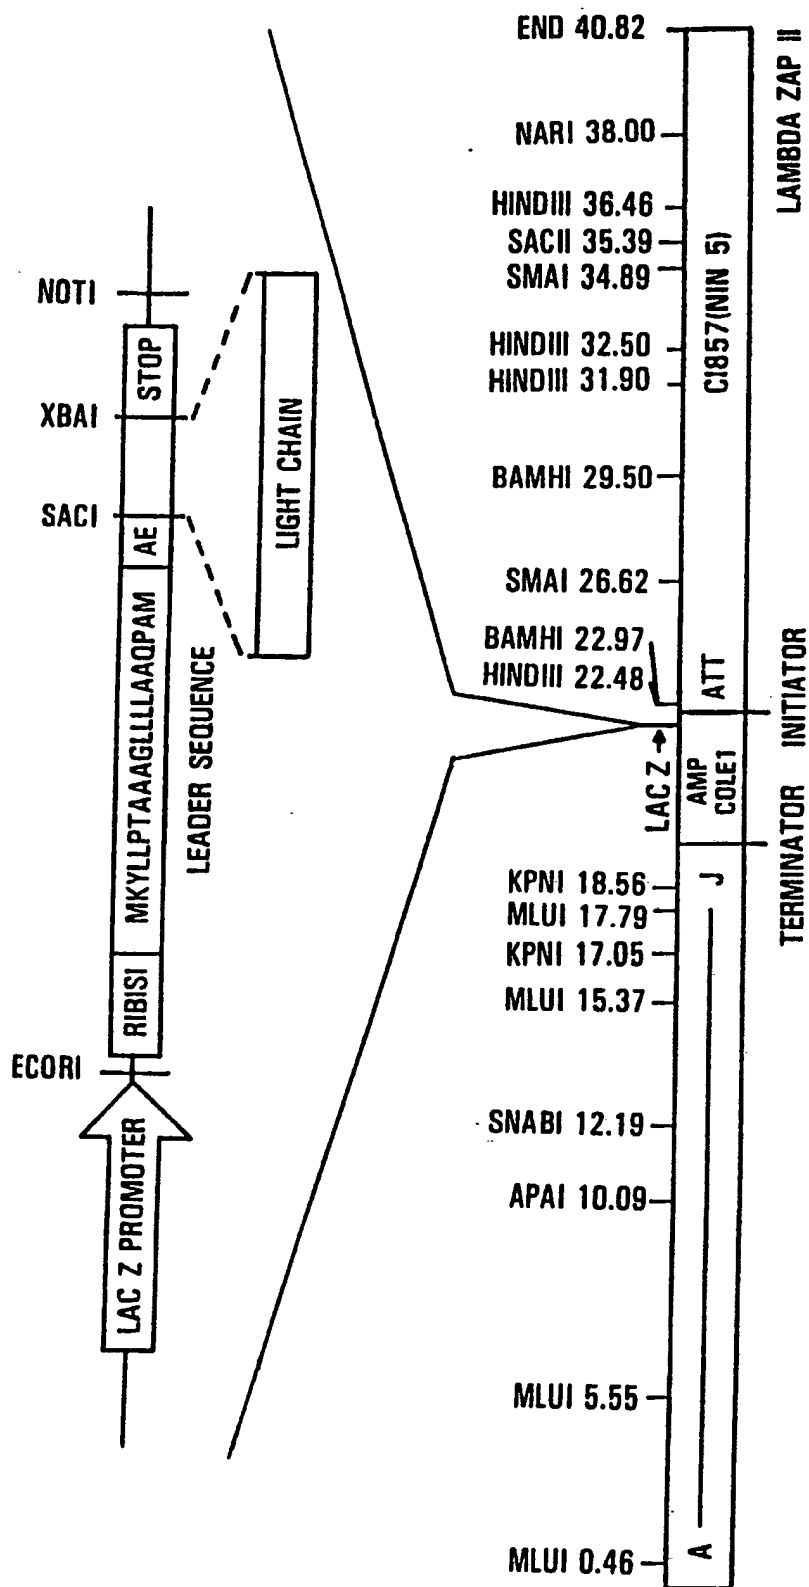 NOTI
XBAI
SACI
ECORI
STOP
AE
MKYLLPTAAAGLLLLAAQPAM
RIBISI
LEADER SEQUENCE
LIGHT CHAIN
LAC Z PROMOTER
END 40.82
NARI 38.00
HINDIII 36.46
SACII 35.39
SMAI 34.89
HINDIII 32.50
HINDIII 31.90
BAMHI 29.50
SMAI 26.62
BAMHI 22.97
HINDIII 22.48
LAC Z
KPNI 18.56
MLUI 17.79
KPNI 17.05
MLUI 15.37
SNABI 12.19
APAI 10.09
MLUI 5.55
MLUI 0.46
CI857(NIN 5)
ATT
AMP
COLE1
J
A
LAMBDA ZAP II
INITIATOR
TERMINATOR